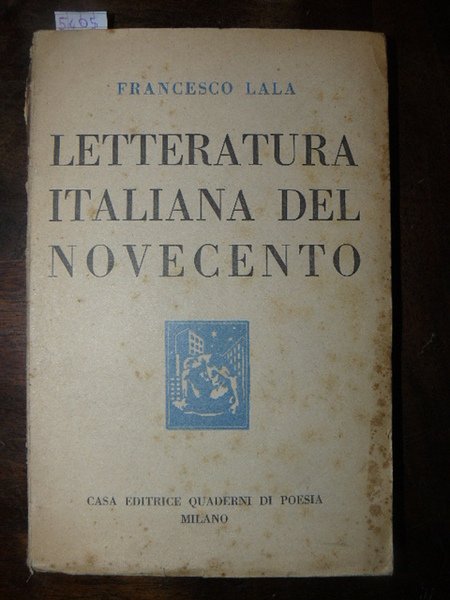 5405
FRANCESCO LALA
LETTERATURA
ITALIANA DEL
NOVECENTO
CASA EDITRICE QUADERNI DI POESIA
MILANO